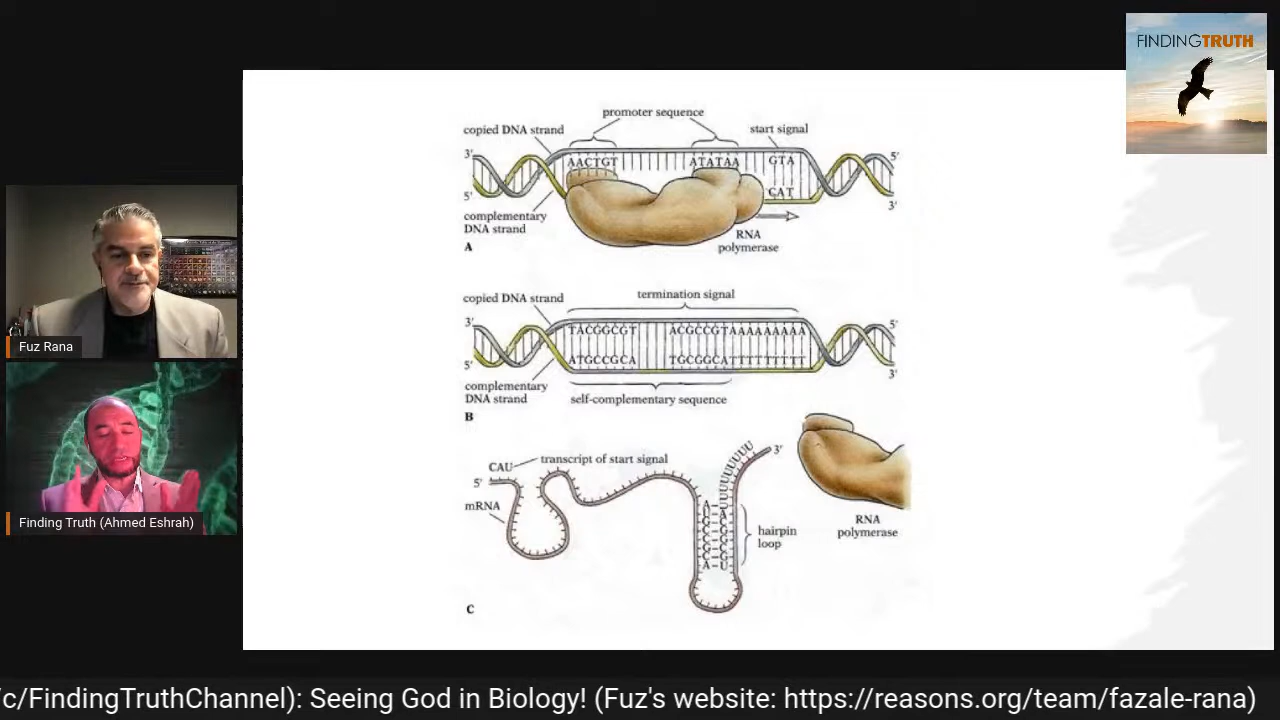 FINDINGTRUTH
promoter sequence
copied DNA strand
start signal
3'
AACTGT
ATATAA
GTA
5'
5'
CAT
3'
complementary
DNA strand
RNA
polymerase
A
copied DNA strand
termination signal
3'
TACGGCGT
ACGCCGTAAAAAAAAA
5'
5'
ATGCCGCA
TGCGGCATTTTTTTTT
3'
complementary
DNA strand
self-complementary sequence
B
CAU
transcript of start signal
5'
3'
mRNA
hairpin
loop
RNA
polymerase
C
Fuz Rana
Finding Truth (Ahmed Eshrah)
/c/FindingTruthChannel): Seeing God in Biology! (Fuz's website: https://reasons.org/team/fazale-rana)